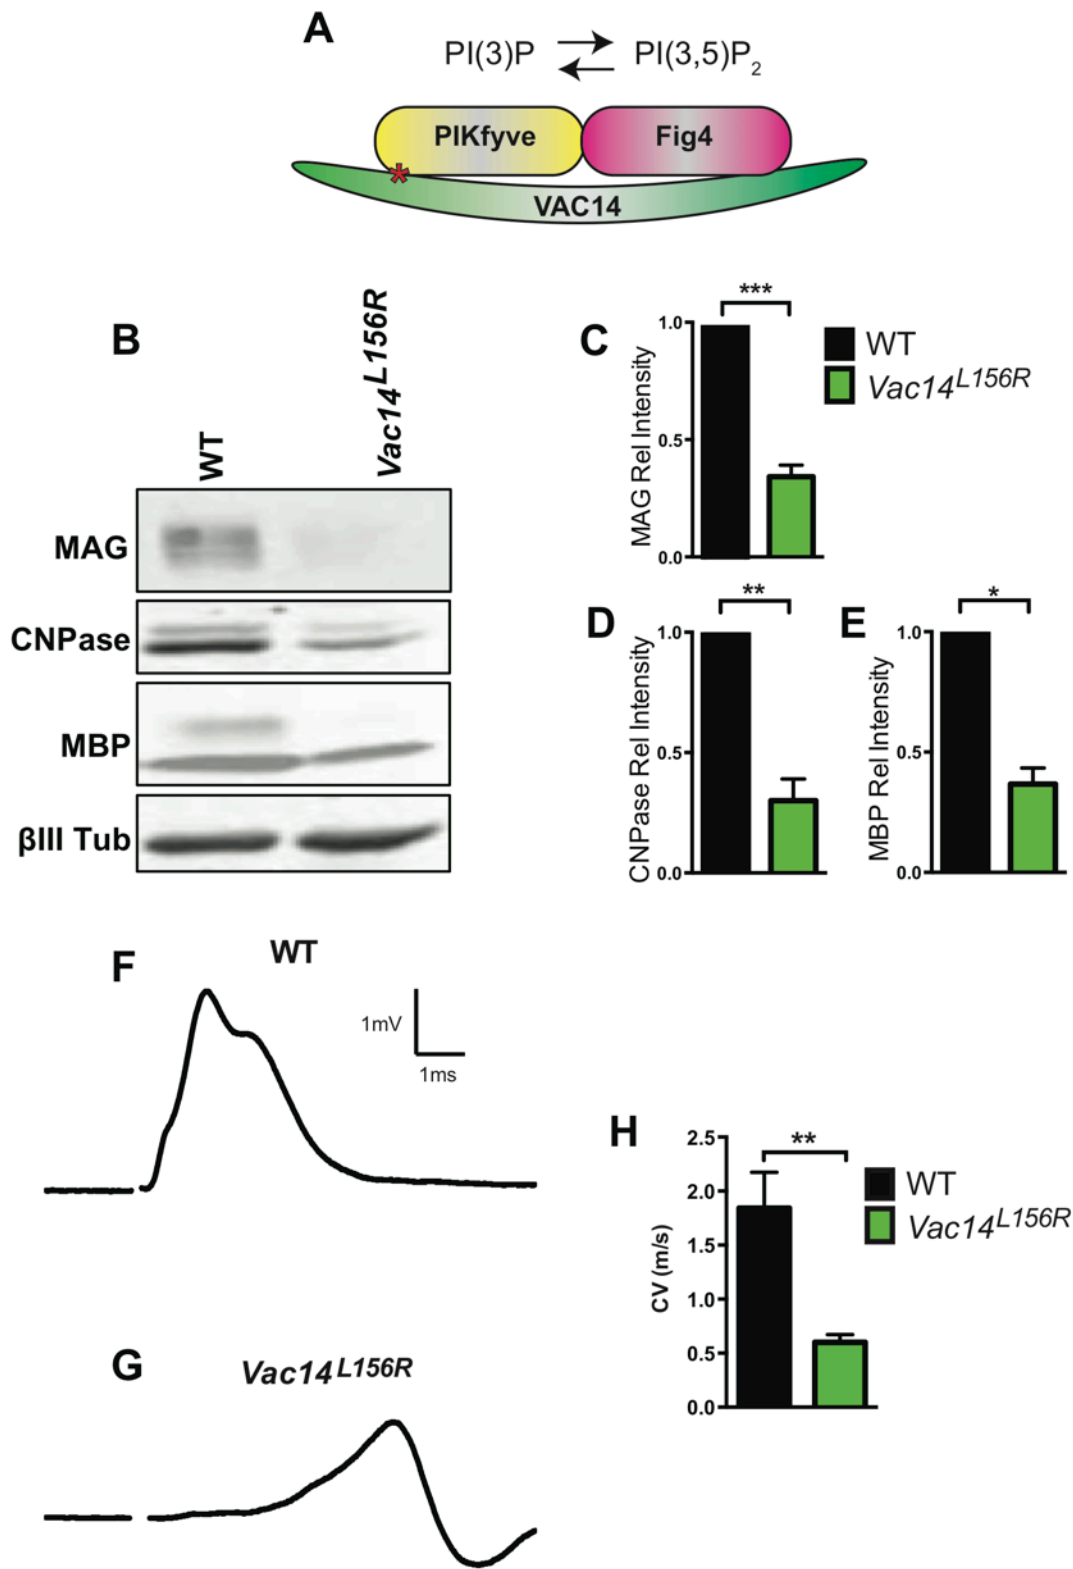 A
PI(3)P PI(3,5)P2
PIKfyve Fig4
*
VAC14
B
WT Vac14L156R
MAG
CNPase
MBP
βIII Tub
C
MAG Rel Intensity
1.0
0.5
0.0
***
WT
Vac14L156R
D
CNPase Rel Intensity
1.0
0.5
0.0
**
E
MBP Rel Intensity
1.0
0.5
0.0
*
F
WT
1mV
1ms
G
Vac14L156R
H
CV (m/s)
2.5
2.0
1.5
1.0
0.5
0.0
**
WT
Vac14L156R